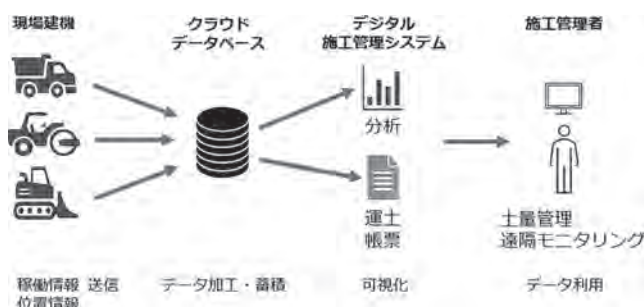 現場建機
クラウド
データベース
デジタル
施工管理システム
施工管理者
分析
運土
帳票
土量管理
遠隔モニタリング
稼働情報 送信
位置情報
データ加工・蓄積
可視化
データ利用